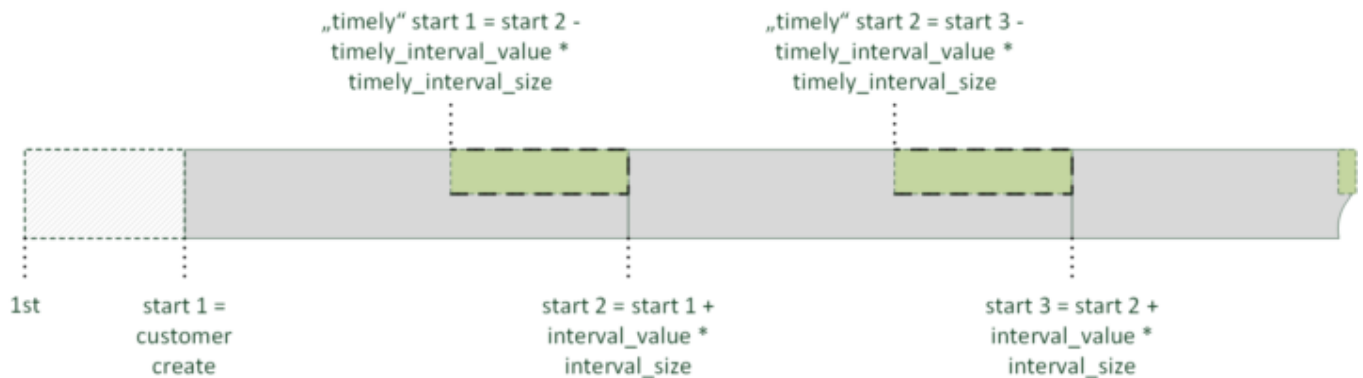 „timely“ start 1 = start 2 -
timely_interval_value *
timely_interval_size
„timely“ start 2 = start 3 -
timely_interval_value *
timely_interval_size
1st
start 1 =
customer
create
start 2 = start 1 +
interval_value *
interval_size
start 3 = start 2 +
interval_value *
interval_size